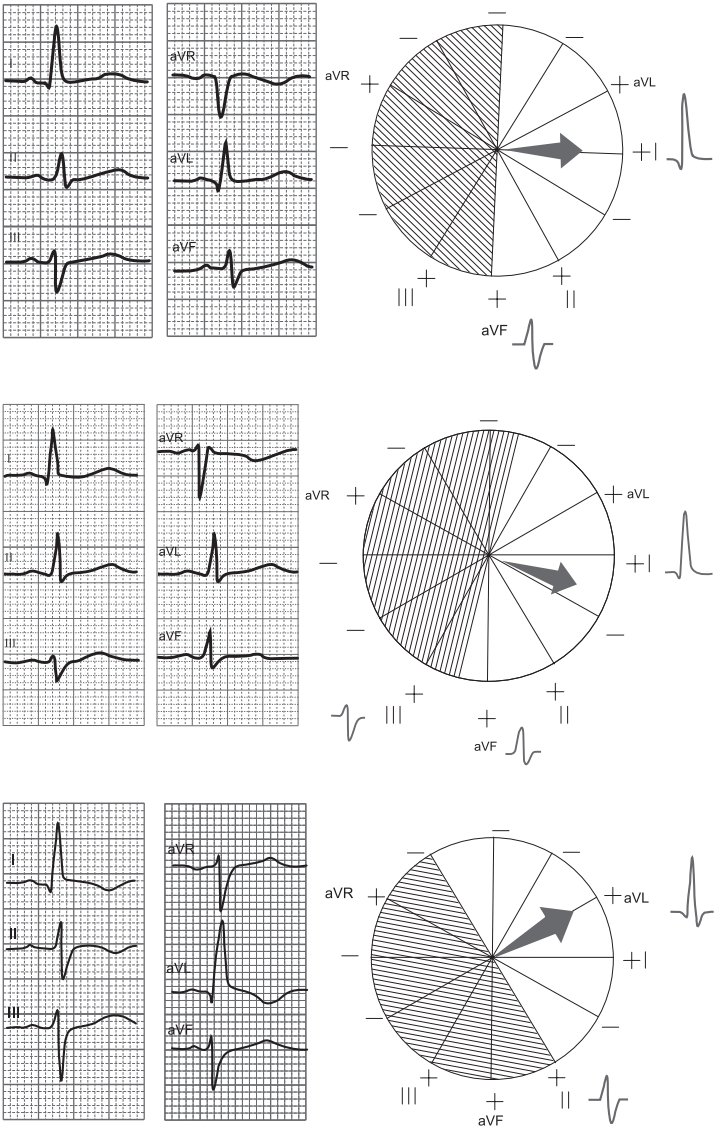 I
II
III
aVR
aVL
aVF
−
−
−
aVR +
+ aVL
−
+ I
−
−
III +
+
+ II
aVF
I
II
III
aVR
aVL
aVF
−
−
−
aVR +
+ aVL
−
+ I
−
−
+ III
+
+ II
aVF
I
II
III
aVR
aVL
aVF
−
−
−
aVR +
+ aVL
−
+ I
−
−
III +
+
+ II
aVF